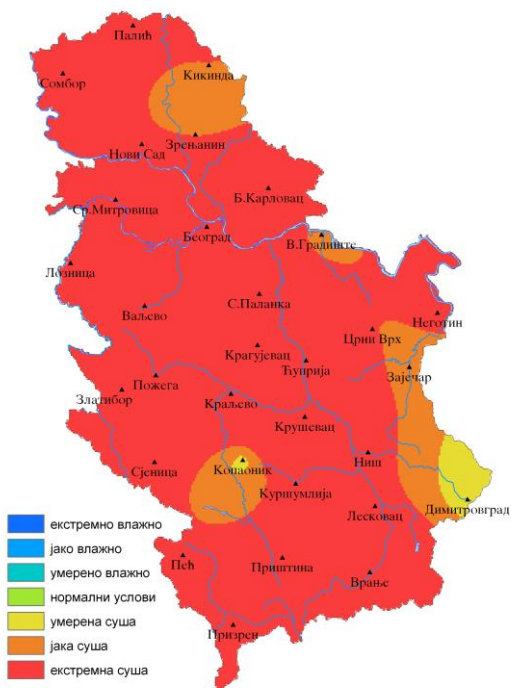 Палић
Сомбор
Кикинда
Зрењанин
Нови Сад
Б.Карловац
Ср.Митровица
Београд
В.Градиште
Лозница
С.Паланка
Ваљево
Неготин
Црни Врх
Крагујевац
Ћуприја
Зајечар
Пожега
Златибор
Краљево
Крушевац
Ниш
Сјеница
Копаоник
Куршумлија
Димитровград
Лесковац
Пећ
Приштина
Врање
Призрен
екстремно влажно
јако влажно
умерено влажно
нормални услови
умерена суша
јака суша
екстремна суша